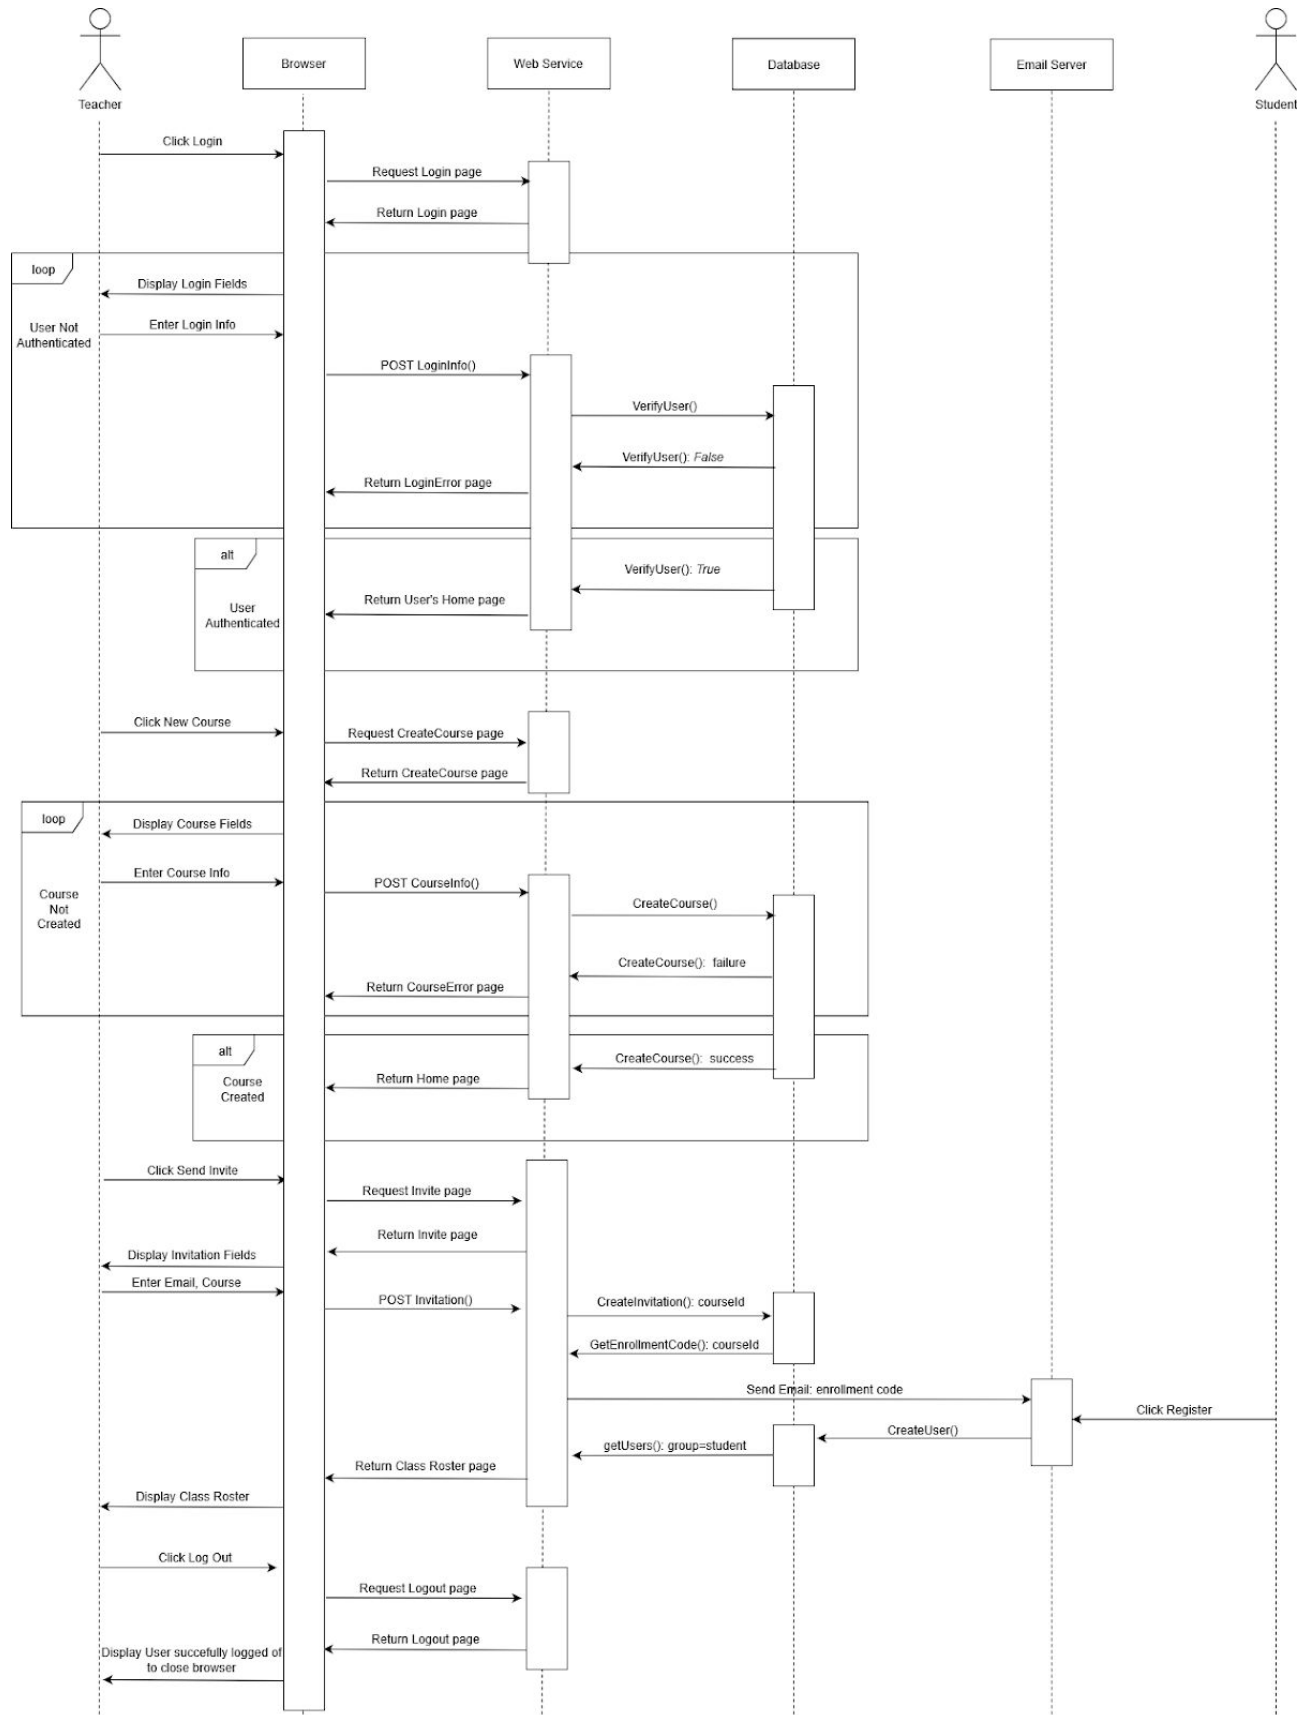 Teacher
Browser
Web Service
Database
Email Server
Student
Click Login
Request Login page
Return Login page
loop
Display Login Fields
User Not
Authenticated
Enter Login Info
POST LoginInfo()
VerifyUser()
VerifyUser(): False
Return LoginError page
alt
VerifyUser(): True
User
Authenticated
Return User's Home page
Click New Course
Request CreateCourse page
Return CreateCourse page
loop
Display Course Fields
Enter Course Info
Course
Not
Created
POST CourseInfo()
CreateCourse()
CreateCourse(): failure
Return CourseError page
alt
CreateCourse(): success
Course
Created
Return Home page
Click Send Invite
Request Invite page
Return Invite page
Display Invitation Fields
Enter Email, Course
POST Invitation()
CreateInvitation(): courseId
GetEnrollmentCode(): courseId
Send Email: enrollment code
Click Register
CreateUser()
getUsers(): group=student
Return Class Roster page
Display Class Roster
Click Log Out
Request Logout page
Return Logout page
Display User succefully logged of
to close browser